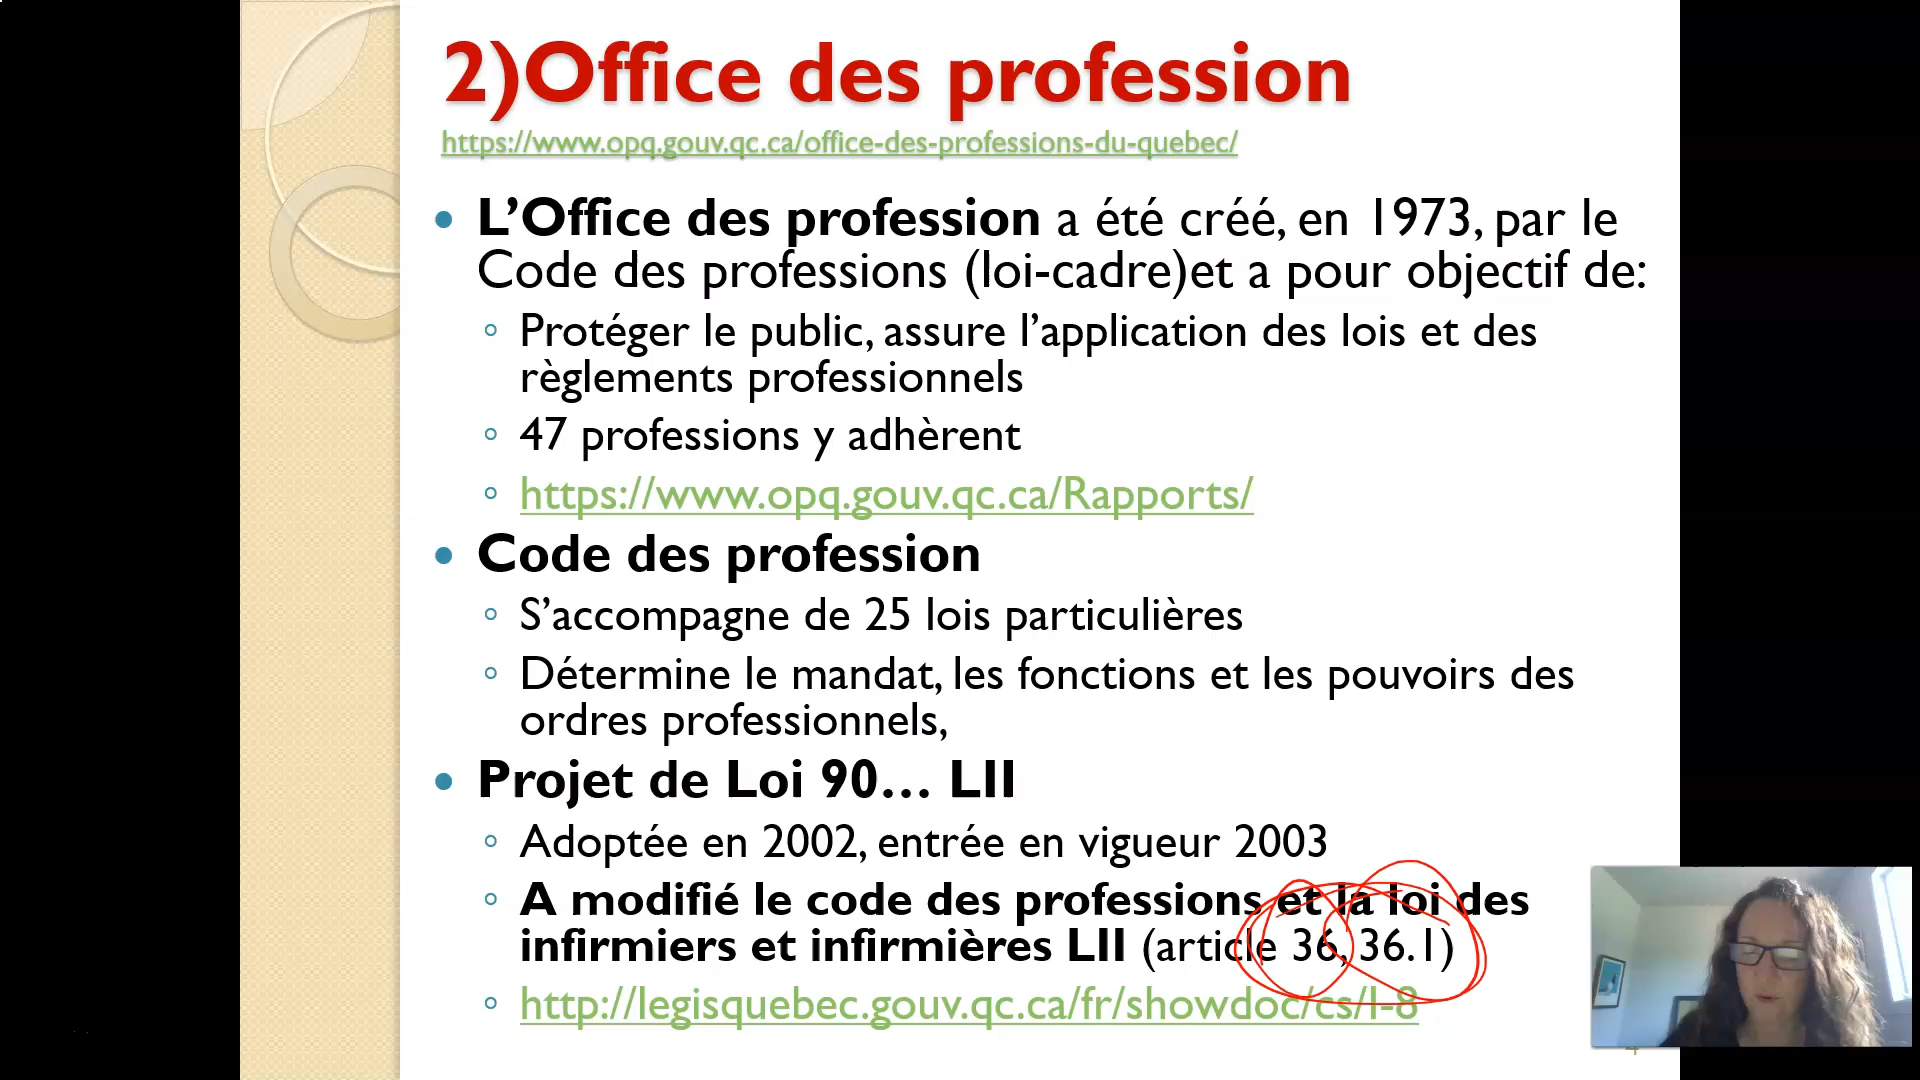 2)Office des profession
https://www.opq.gouv.qc.ca/office-des-professions-du-quebec/
L’Office des profession a été créé, en 1973, par le
Code des professions (loi-cadre)et a pour objectif de:
Protéger le public, assure l’application des lois et des
règlements professionnels
47 professions y adhèrent
https://www.opq.gouv.qc.ca/Rapports/
Code des profession
S’accompagne de 25 lois particulières
Détermine le mandat, les fonctions et les pouvoirs des
ordres professionnels,
Projet de Loi 90… LII
Adoptée en 2002, entrée en vigueur 2003
A modifié le code des professions et la loi des
infirmiers et infirmières LII (article 36, 36.1)
http://legisquebec.gouv.qc.ca/fr/showdoc/cs/I-8